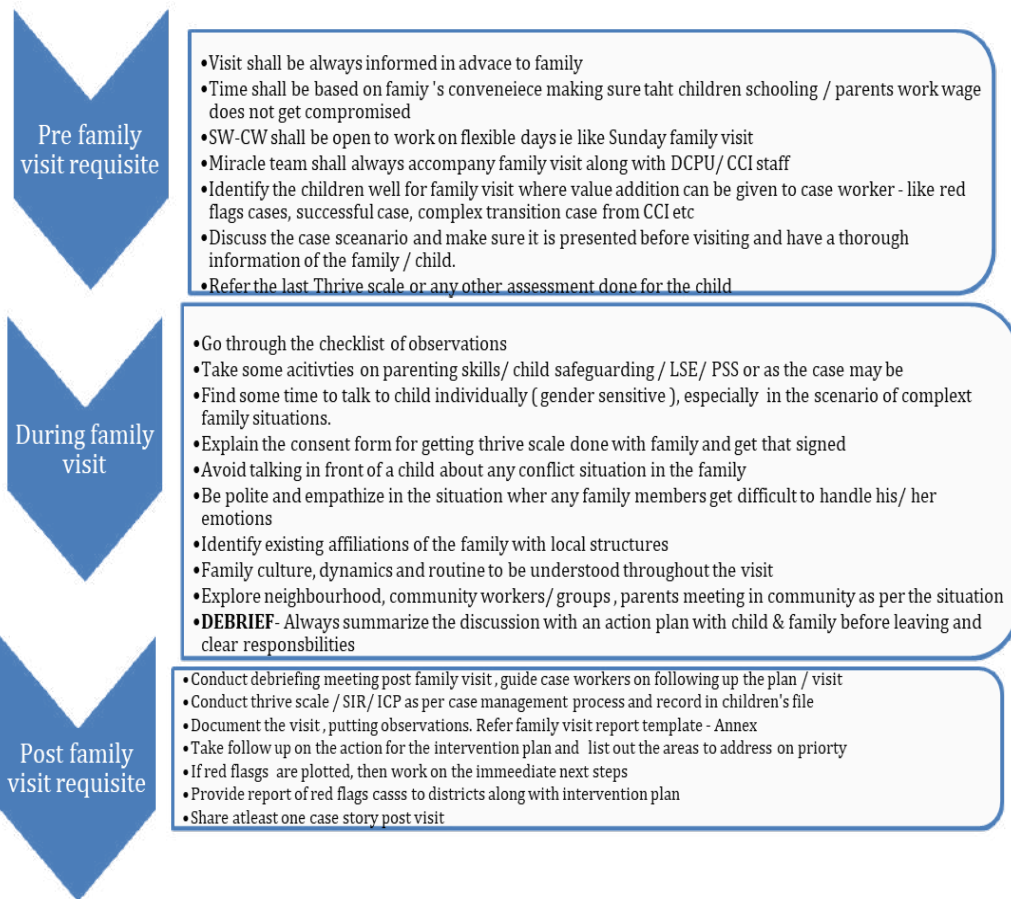 Pre family
visit requisite
•Visit shall be always informed in advace to family
•Time shall be based on famiy 's conveneiece making sure taht children schooling / parents work wage
does not get compromised
•SW-CW shall be open to work on flexible days ie like Sunday family visit
•Miracle team shall always accompany family visit along with DCPU/ CCI staff
•Identify the children well for family visit where value addition can be given to case worker - like red
flags cases, successful case, complex transition case from CCI etc
•Discuss the case sceanario and make sure it is presented before visiting and have a thorough
information of the family / child.
•Refer the last Thrive scale or any other assessment done for the child
During family
visit
•Go through the checklist of observations
•Take some acitivties on parenting skills/ child safeguarding / LSE/ PSS or as the case may be
•Find some time to talk to child individually ( gender sensitive ), especially in the scenario of complext
family situations.
•Explain the consent form for getting thrive scale done with family and get that signed
•Avoid talking in front of a child about any conflict situation in the family
•Be polite and empathize in the situation wher any family members get difficult to handle his/ her
emotions
•Identify existing affiliations of the family with local structures
•Family culture, dynamics and routine to be understood throughout the visit
•Explore neighbourhood, community workers/ groups , parents meeting in community as per the situation
•DEBRIEF- Always summarize the discussion with an action plan with child & family before leaving and
clear responsbilities
Post family
visit requisite
•Conduct debriefing meeting post family visit , guide case workers on following up the plan / visit
•Conduct thrive scale / SIR/ ICP as per case management process and record in children's file
•Document the visit , putting observations. Refer family visit report template - Annex
•Take follow up on the action for the intervention plan and list out the areas to address on priorty
•If red flasgs are plotted, then work on the immeediate next steps
•Provide report of red flags casss to districts along with intervention plan
•Share atleast one case story post visit